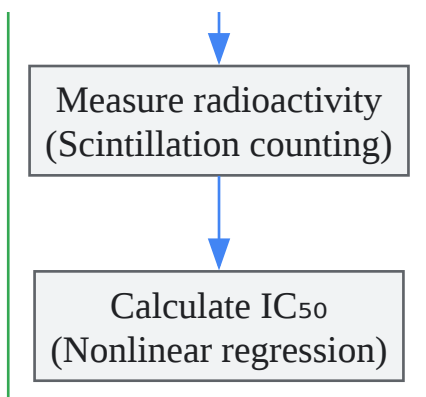 Measure radioactivity
(Scintillation counting)
Calculate IC₅₀
(Nonlinear regression)